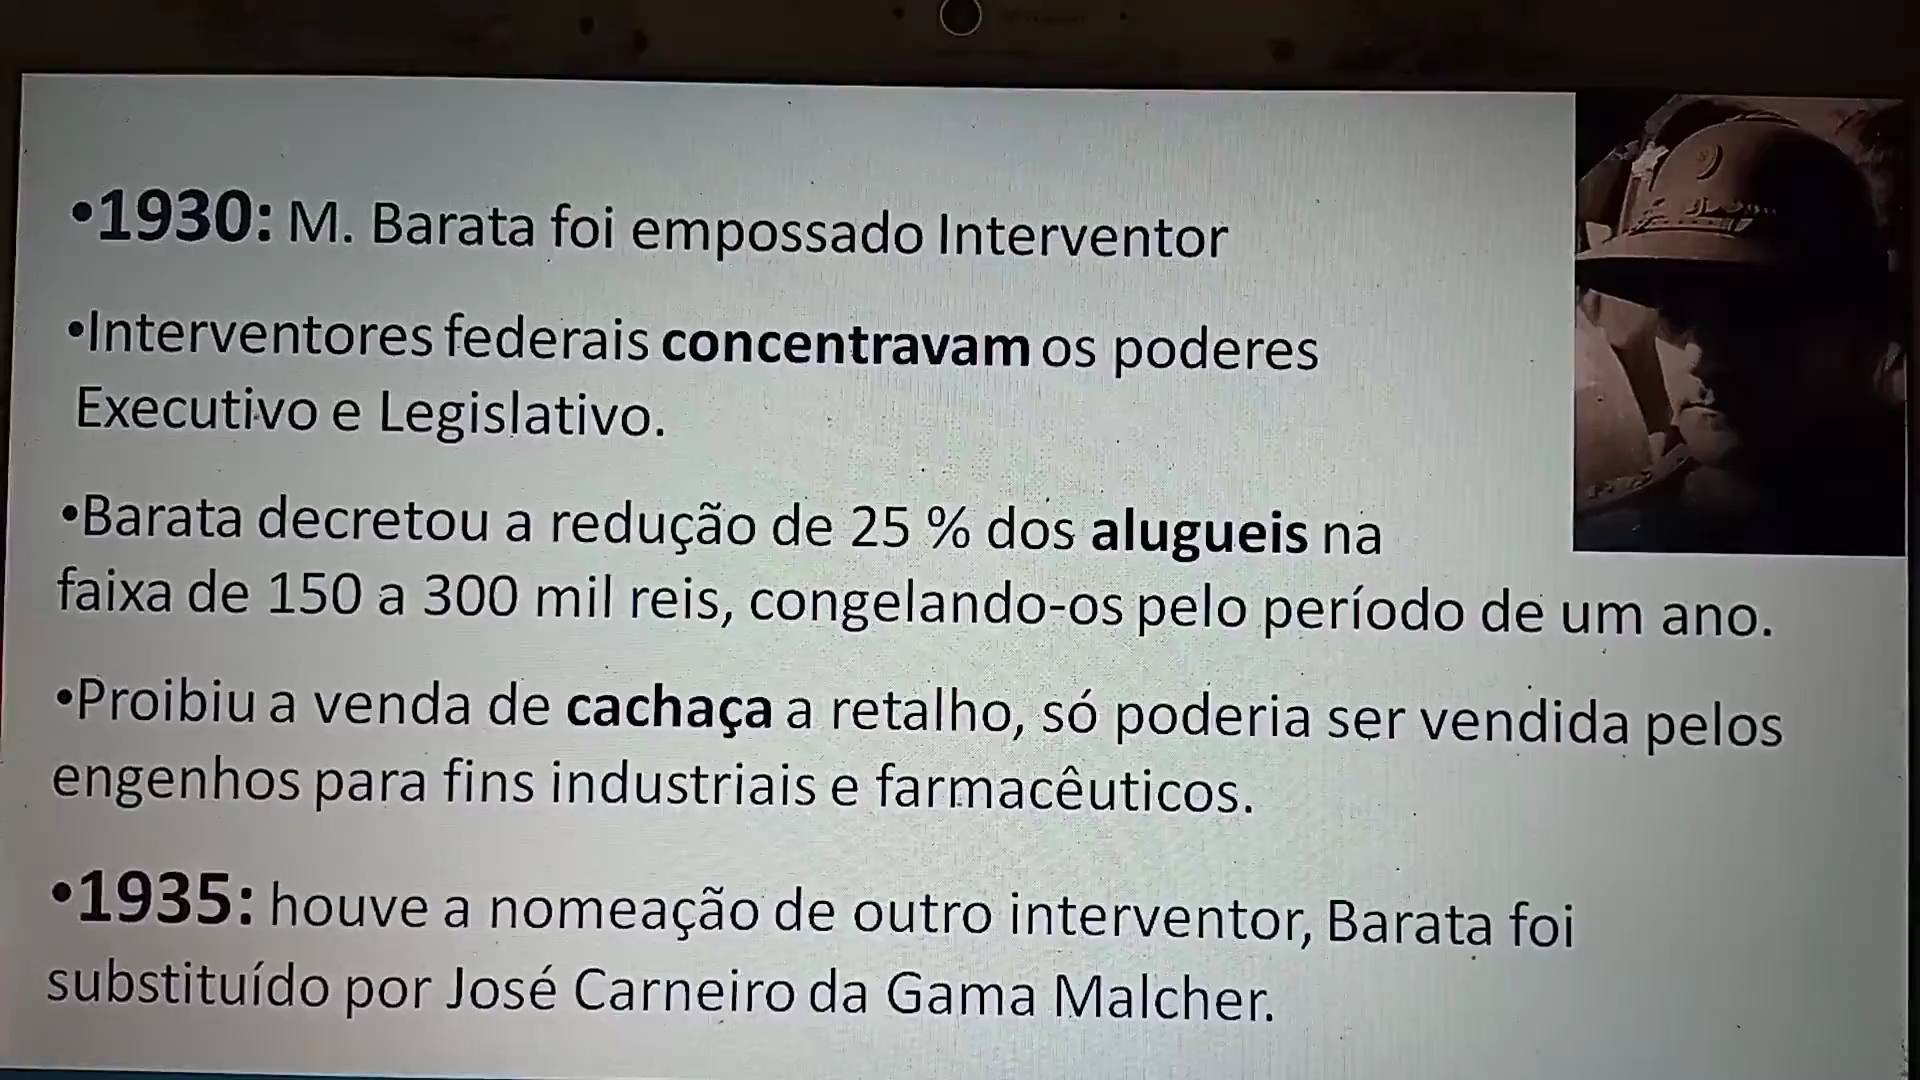 •1930: M. Barata foi empossado Interventor
•Interventores federais concentravam os poderes
Executivo e Legislativo.
•Barata decretou a redução de 25 % dos alugueis na
faixa de 150 a 300 mil reis, congelando-os pelo período de um ano.
•Proibiu a venda de cachaça a retalho, só poderia ser vendida pelos
engenhos para fins industriais e farmacêuticos.
•1935: houve a nomeação de outro interventor, Barata foi
substituído por José Carneiro da Gama Malcher.